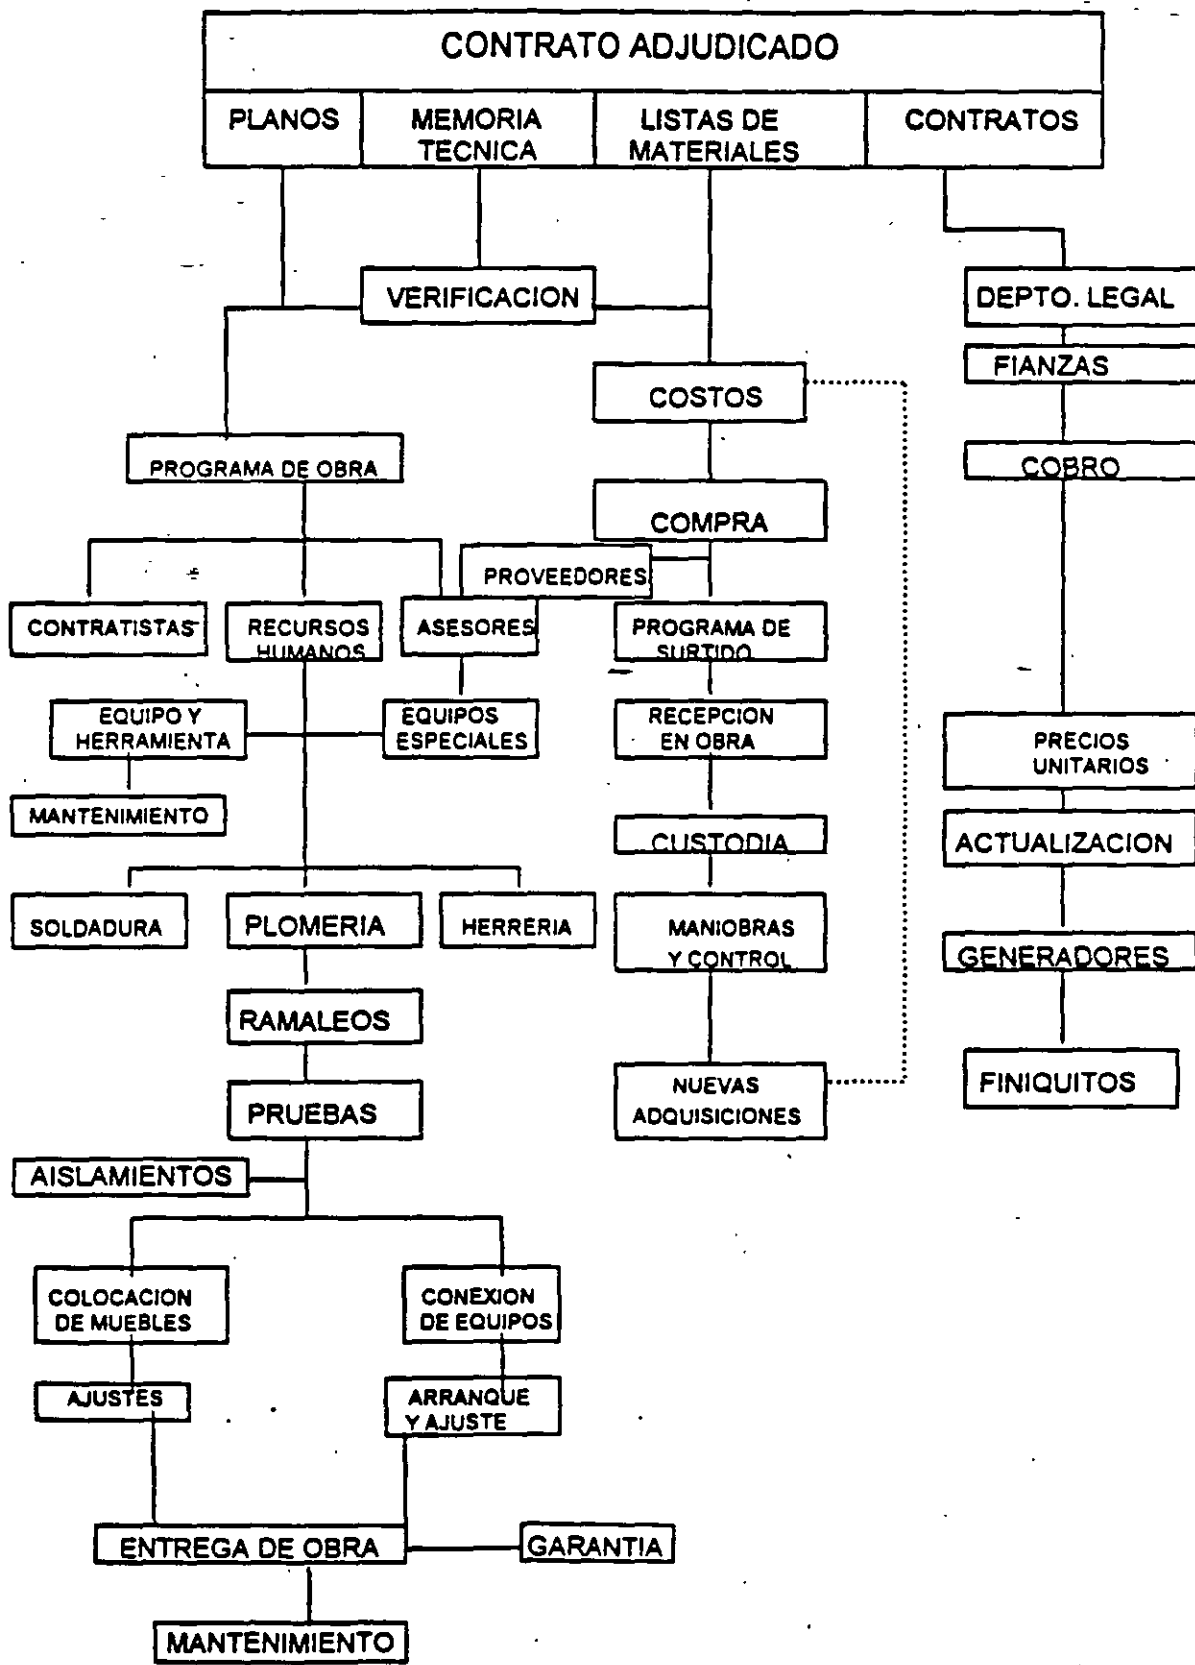 CONTRATO ADJUDICADO
PLANOS
MEMORIA
TECNICA
LISTAS DE
MATERIALES
CONTRATOS
VERIFICACION
DEPTO. LEGAL
FIANZAS
COSTOS
COBRO
PROGRAMA DE OBRA
COMPRA
PROVEEDORES
CONTRATISTAS
RECURSOS
HUMANOS
ASESORES
PROGRAMA DE
SURTIDO
EQUIPO Y
HERRAMIENTA
EQUIPOS
ESPECIALES
RECEPCION
EN OBRA
PRECIOS
UNITARIOS
MANTENIMIENTO
CUSTODIA
ACTUALIZACION
SOLDADURA
PLOMERIA
HERRERIA
MANIOBRAS
Y CONTROL
GENERADORES
RAMALEOS
PRUEBAS
NUEVAS
ADQUISICIONES
FINIQUITOS
AISLAMIENTOS
COLOCACION
DE MUEBLES
CONEXION
DE EQUIPOS
AJUSTES
ARRANQUE
Y AJUSTE
ENTREGA DE OBRA
GARANTIA
MANTENIMIENTO